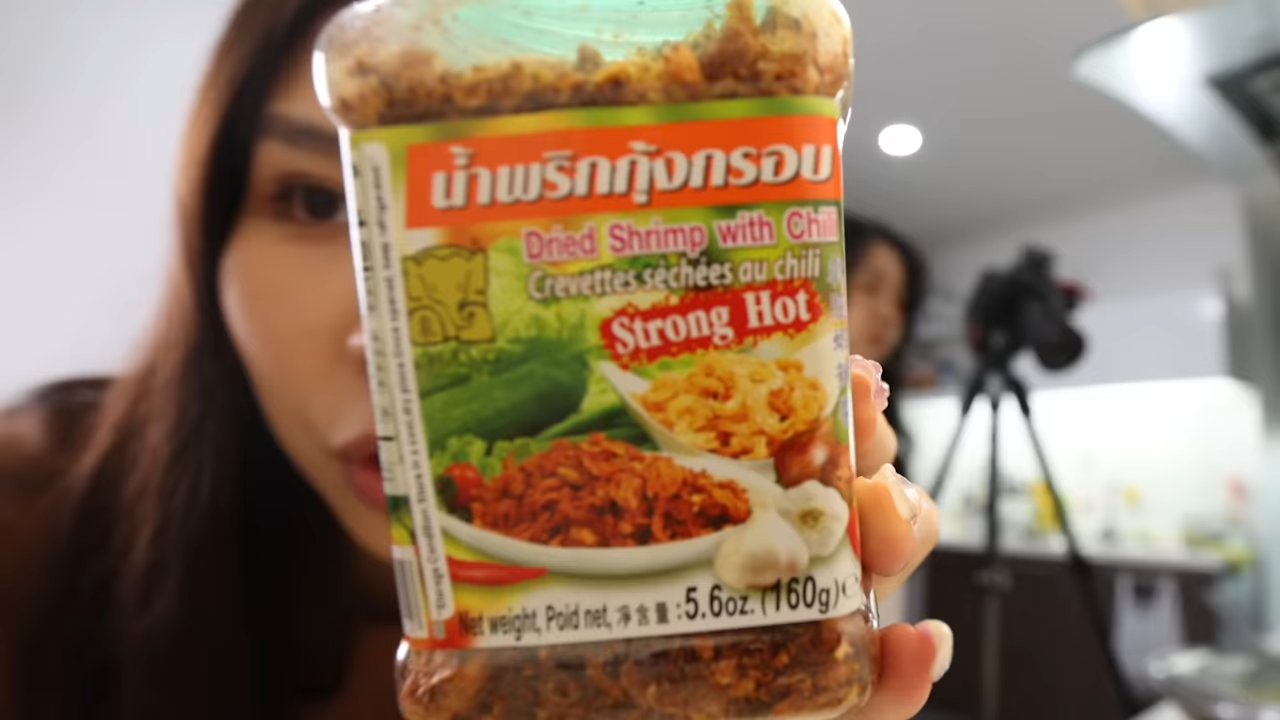 น้ำพริกกุ้งกรอบ
Dried Shrimp with Chili
Crevettes séchées au chili
Strong Hot
Net weight, Poid net, 淨含量 : 5.6oz. (160g) e